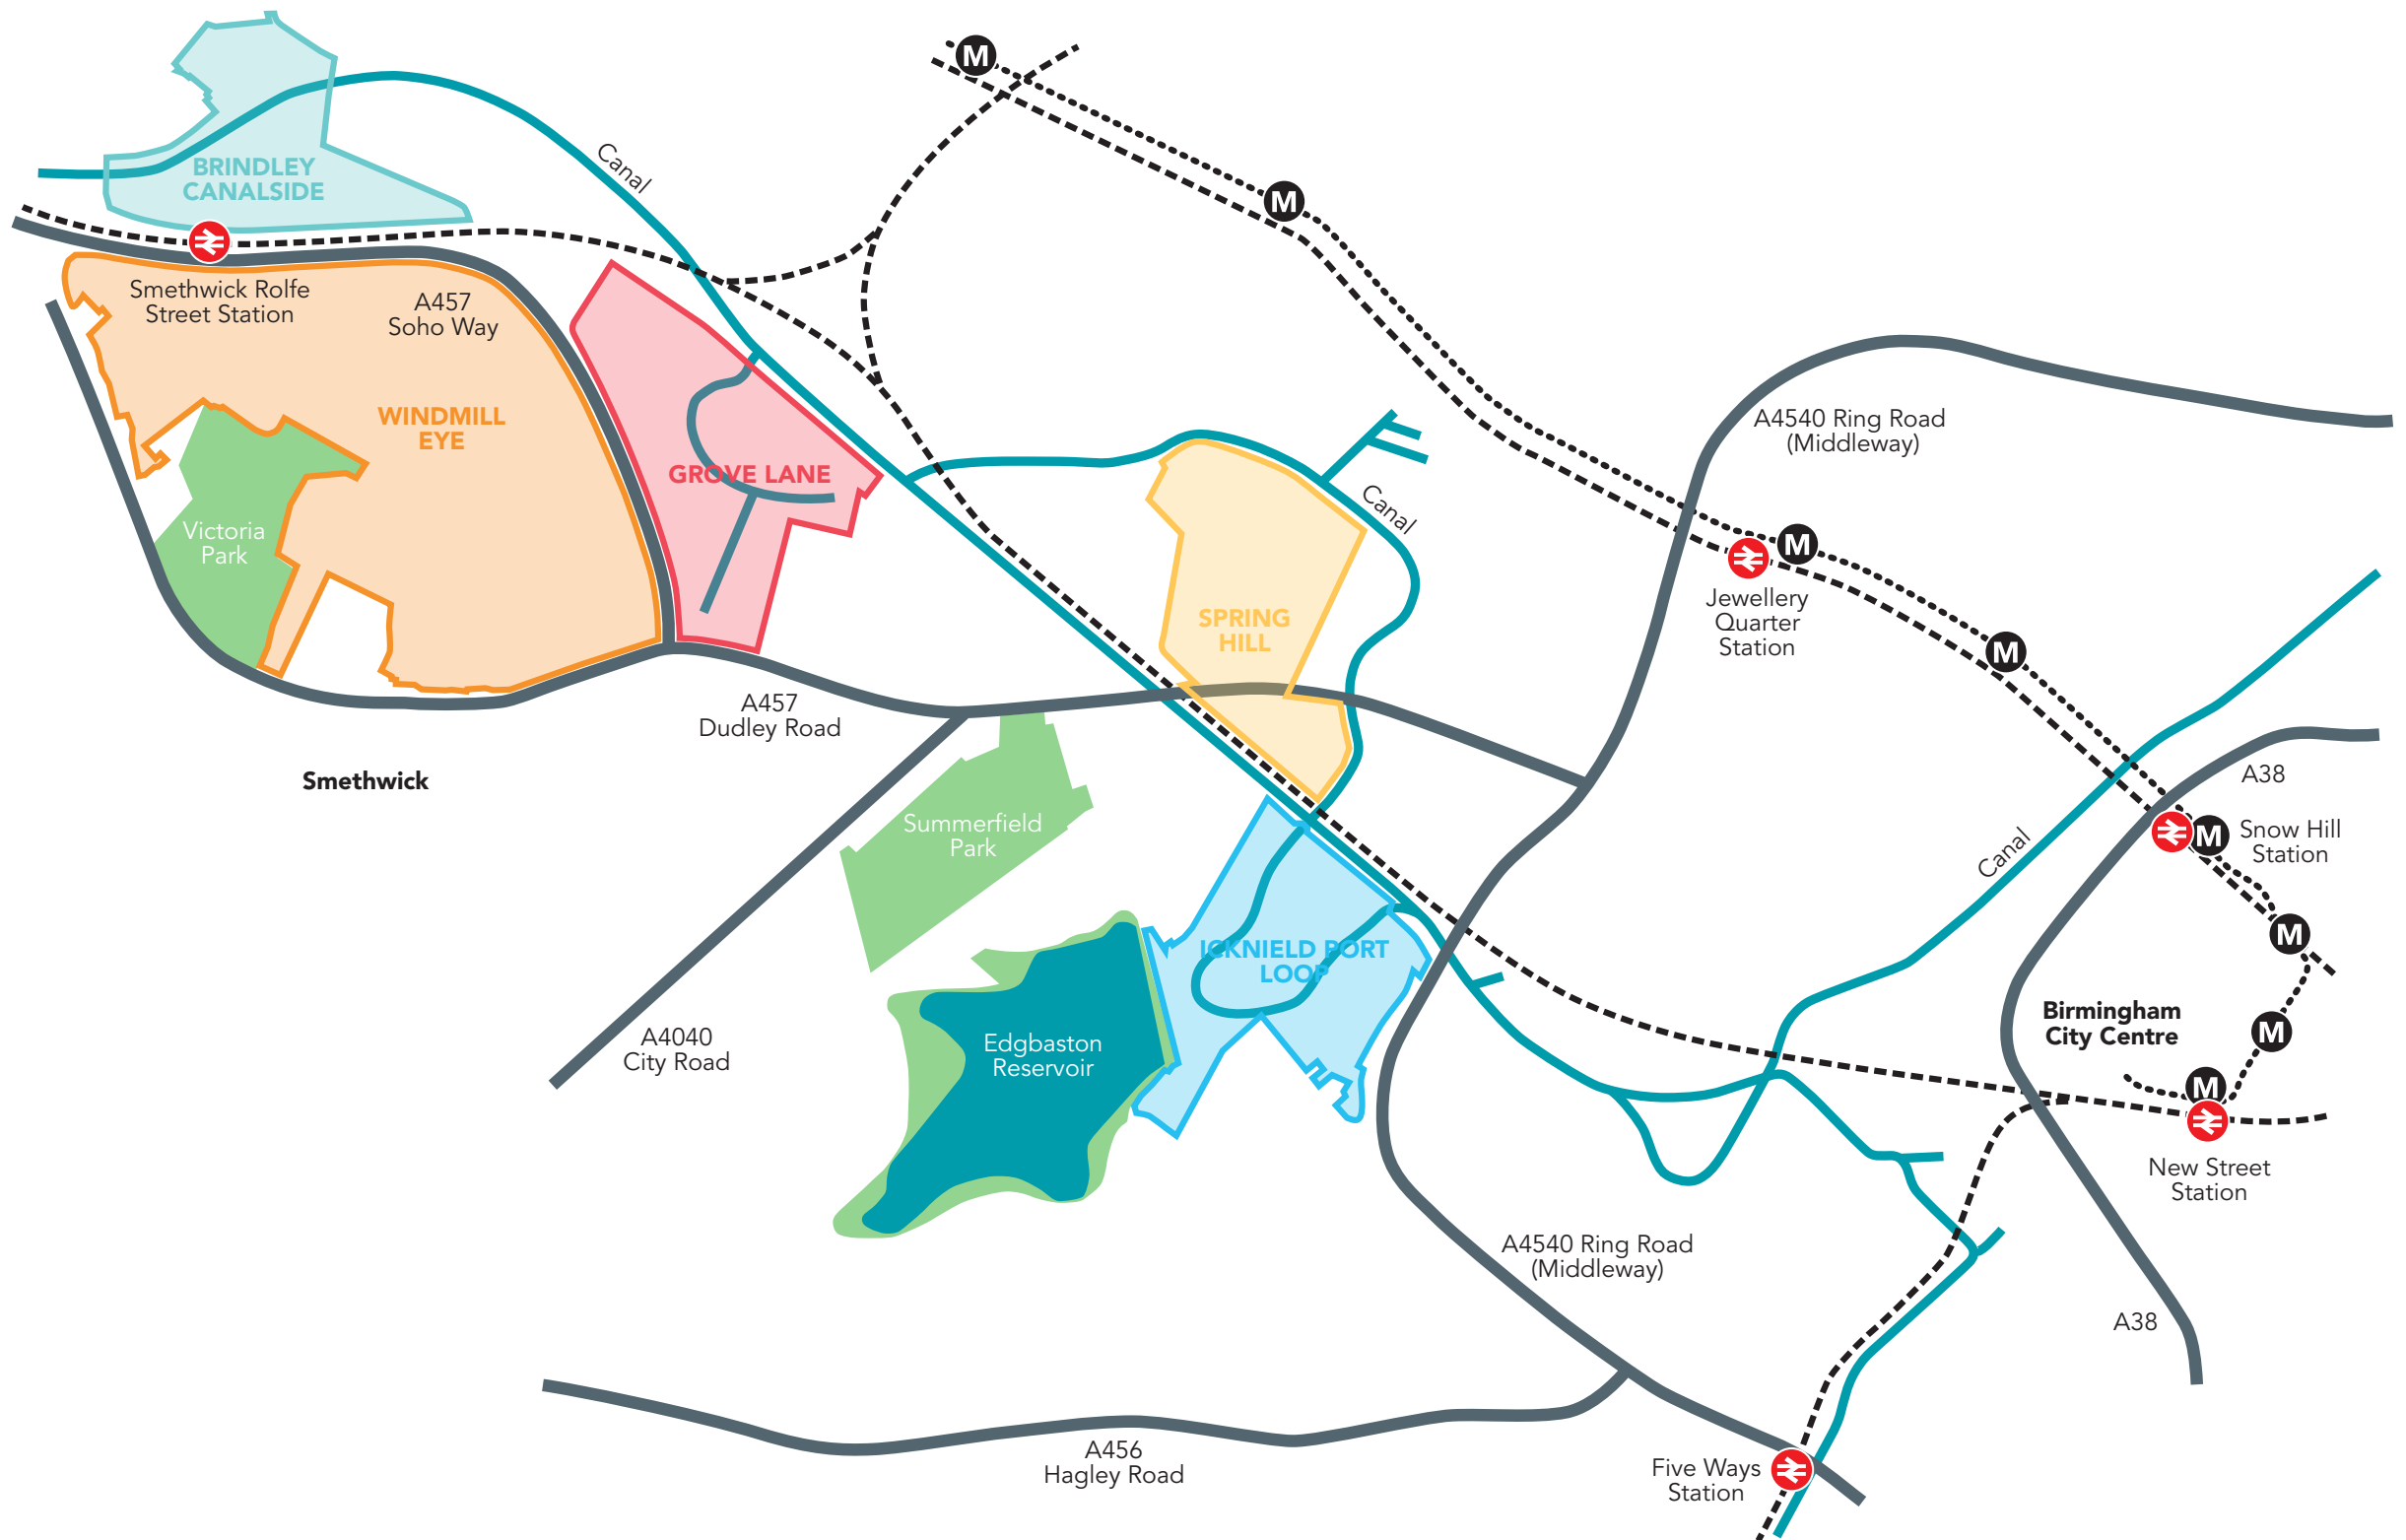 M
Canal
BRINDLEY
CANALSIDE
M
Smethwick Rolfe
Street Station
A457
Soho Way
WINDMILL
EYE
GROVE LANE
A4540 Ring Road
(Middleway)
Canal
Victoria
Park
M
Jewellery
Quarter
Station
SPRING
HILL
M
A457
Dudley Road
Smethwick
A38
Summerfield
Park
M
Snow Hill
Station
Canal
ICKNIELD PORT
LOOP
M
Birmingham
City Centre
M
A4040
City Road
Edgbaston
Reservoir
M
New Street
Station
A4540 Ring Road
(Middleway)
A38
A456
Hagley Road
Five Ways
Station